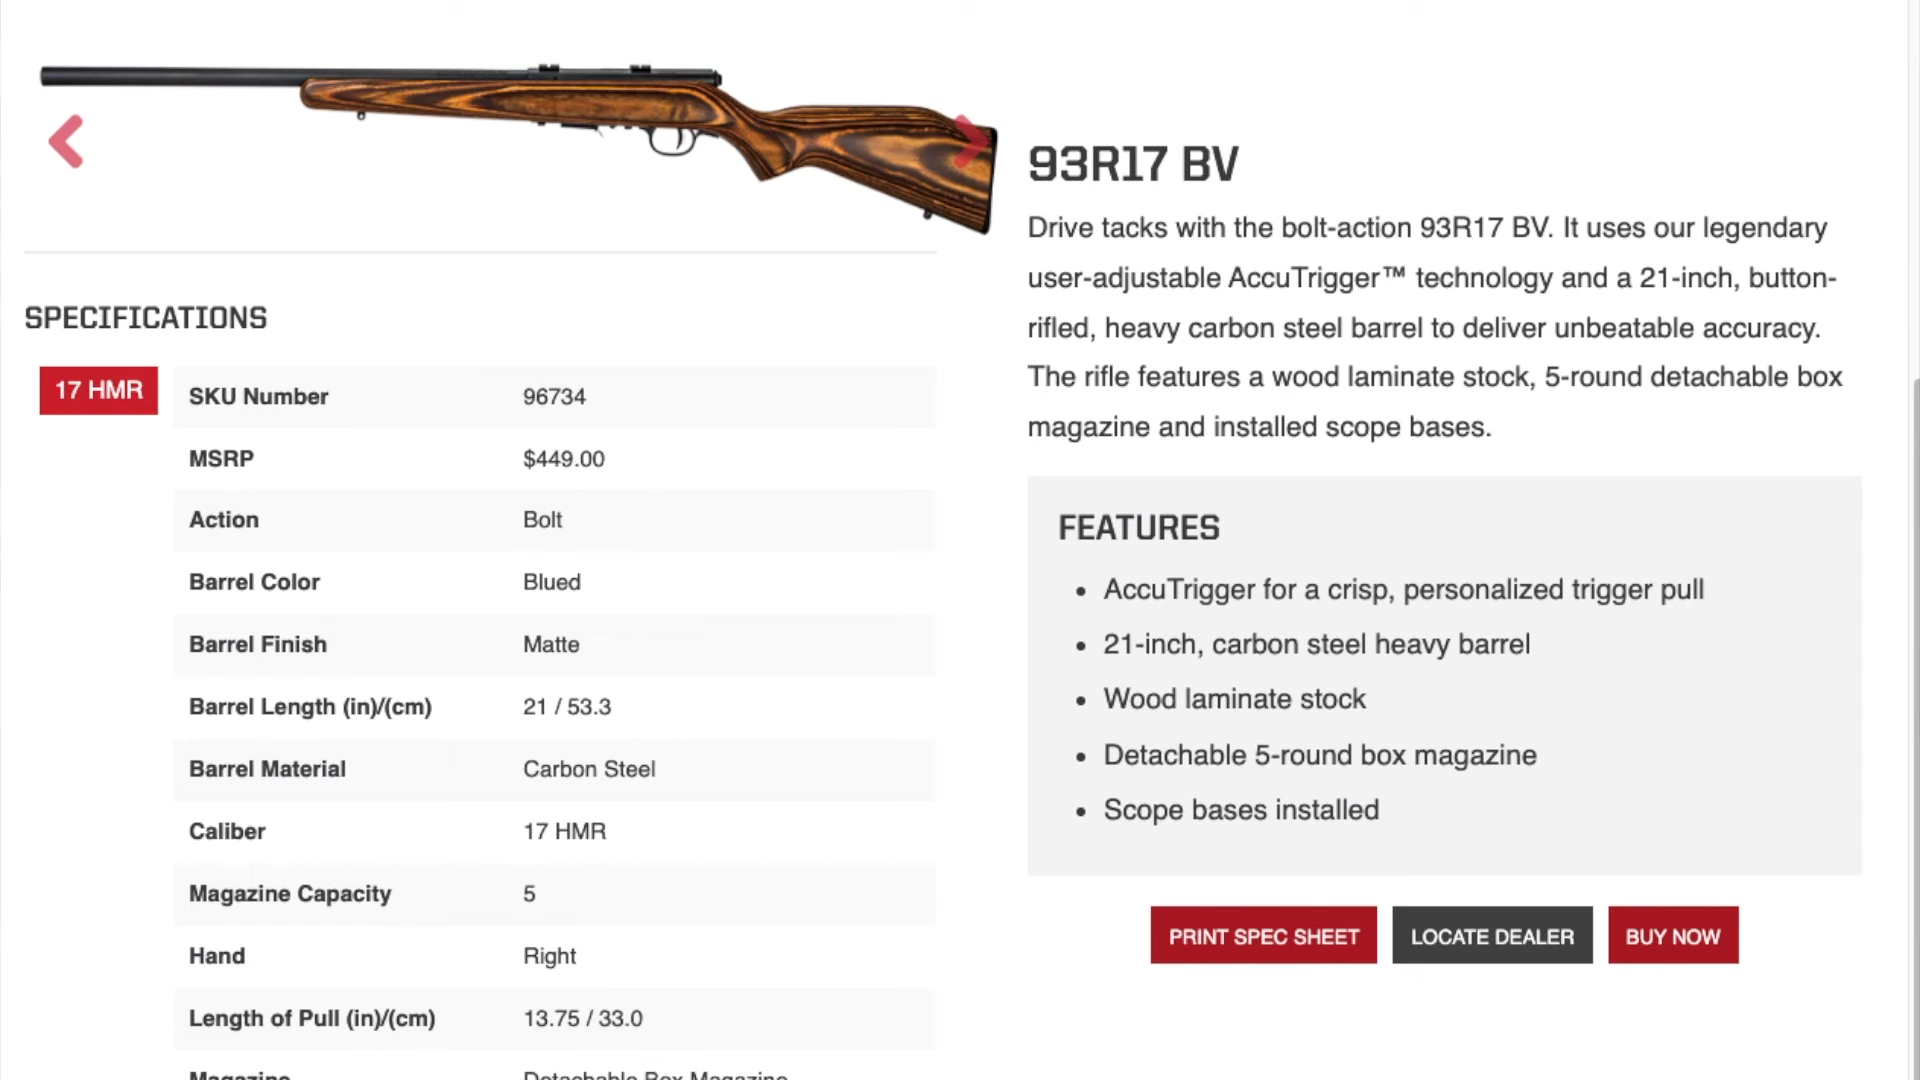 93R17 BV
Drive tacks with the bolt-action 93R17 BV. It uses our legendary
user-adjustable AccuTrigger™ technology and a 21-inch, button-
rifled, heavy carbon steel barrel to deliver unbeatable accuracy.
The rifle features a wood laminate stock, 5-round detachable box
magazine and installed scope bases.
SPECIFICATIONS
17 HMR
SKU Number 96734
MSRP $449.00
Action Bolt
Barrel Color Blued
Barrel Finish Matte
Barrel Length (in)/(cm) 21 / 53.3
Barrel Material Carbon Steel
Caliber 17 HMR
Magazine Capacity 5
Hand Right
Length of Pull (in)/(cm) 13.75 / 33.0
Magazine Detachable Box Magazine
FEATURES
• AccuTrigger for a crisp, personalized trigger pull
• 21-inch, carbon steel heavy barrel
• Wood laminate stock
• Detachable 5-round box magazine
• Scope bases installed
PRINT SPEC SHEET LOCATE DEALER BUY NOW